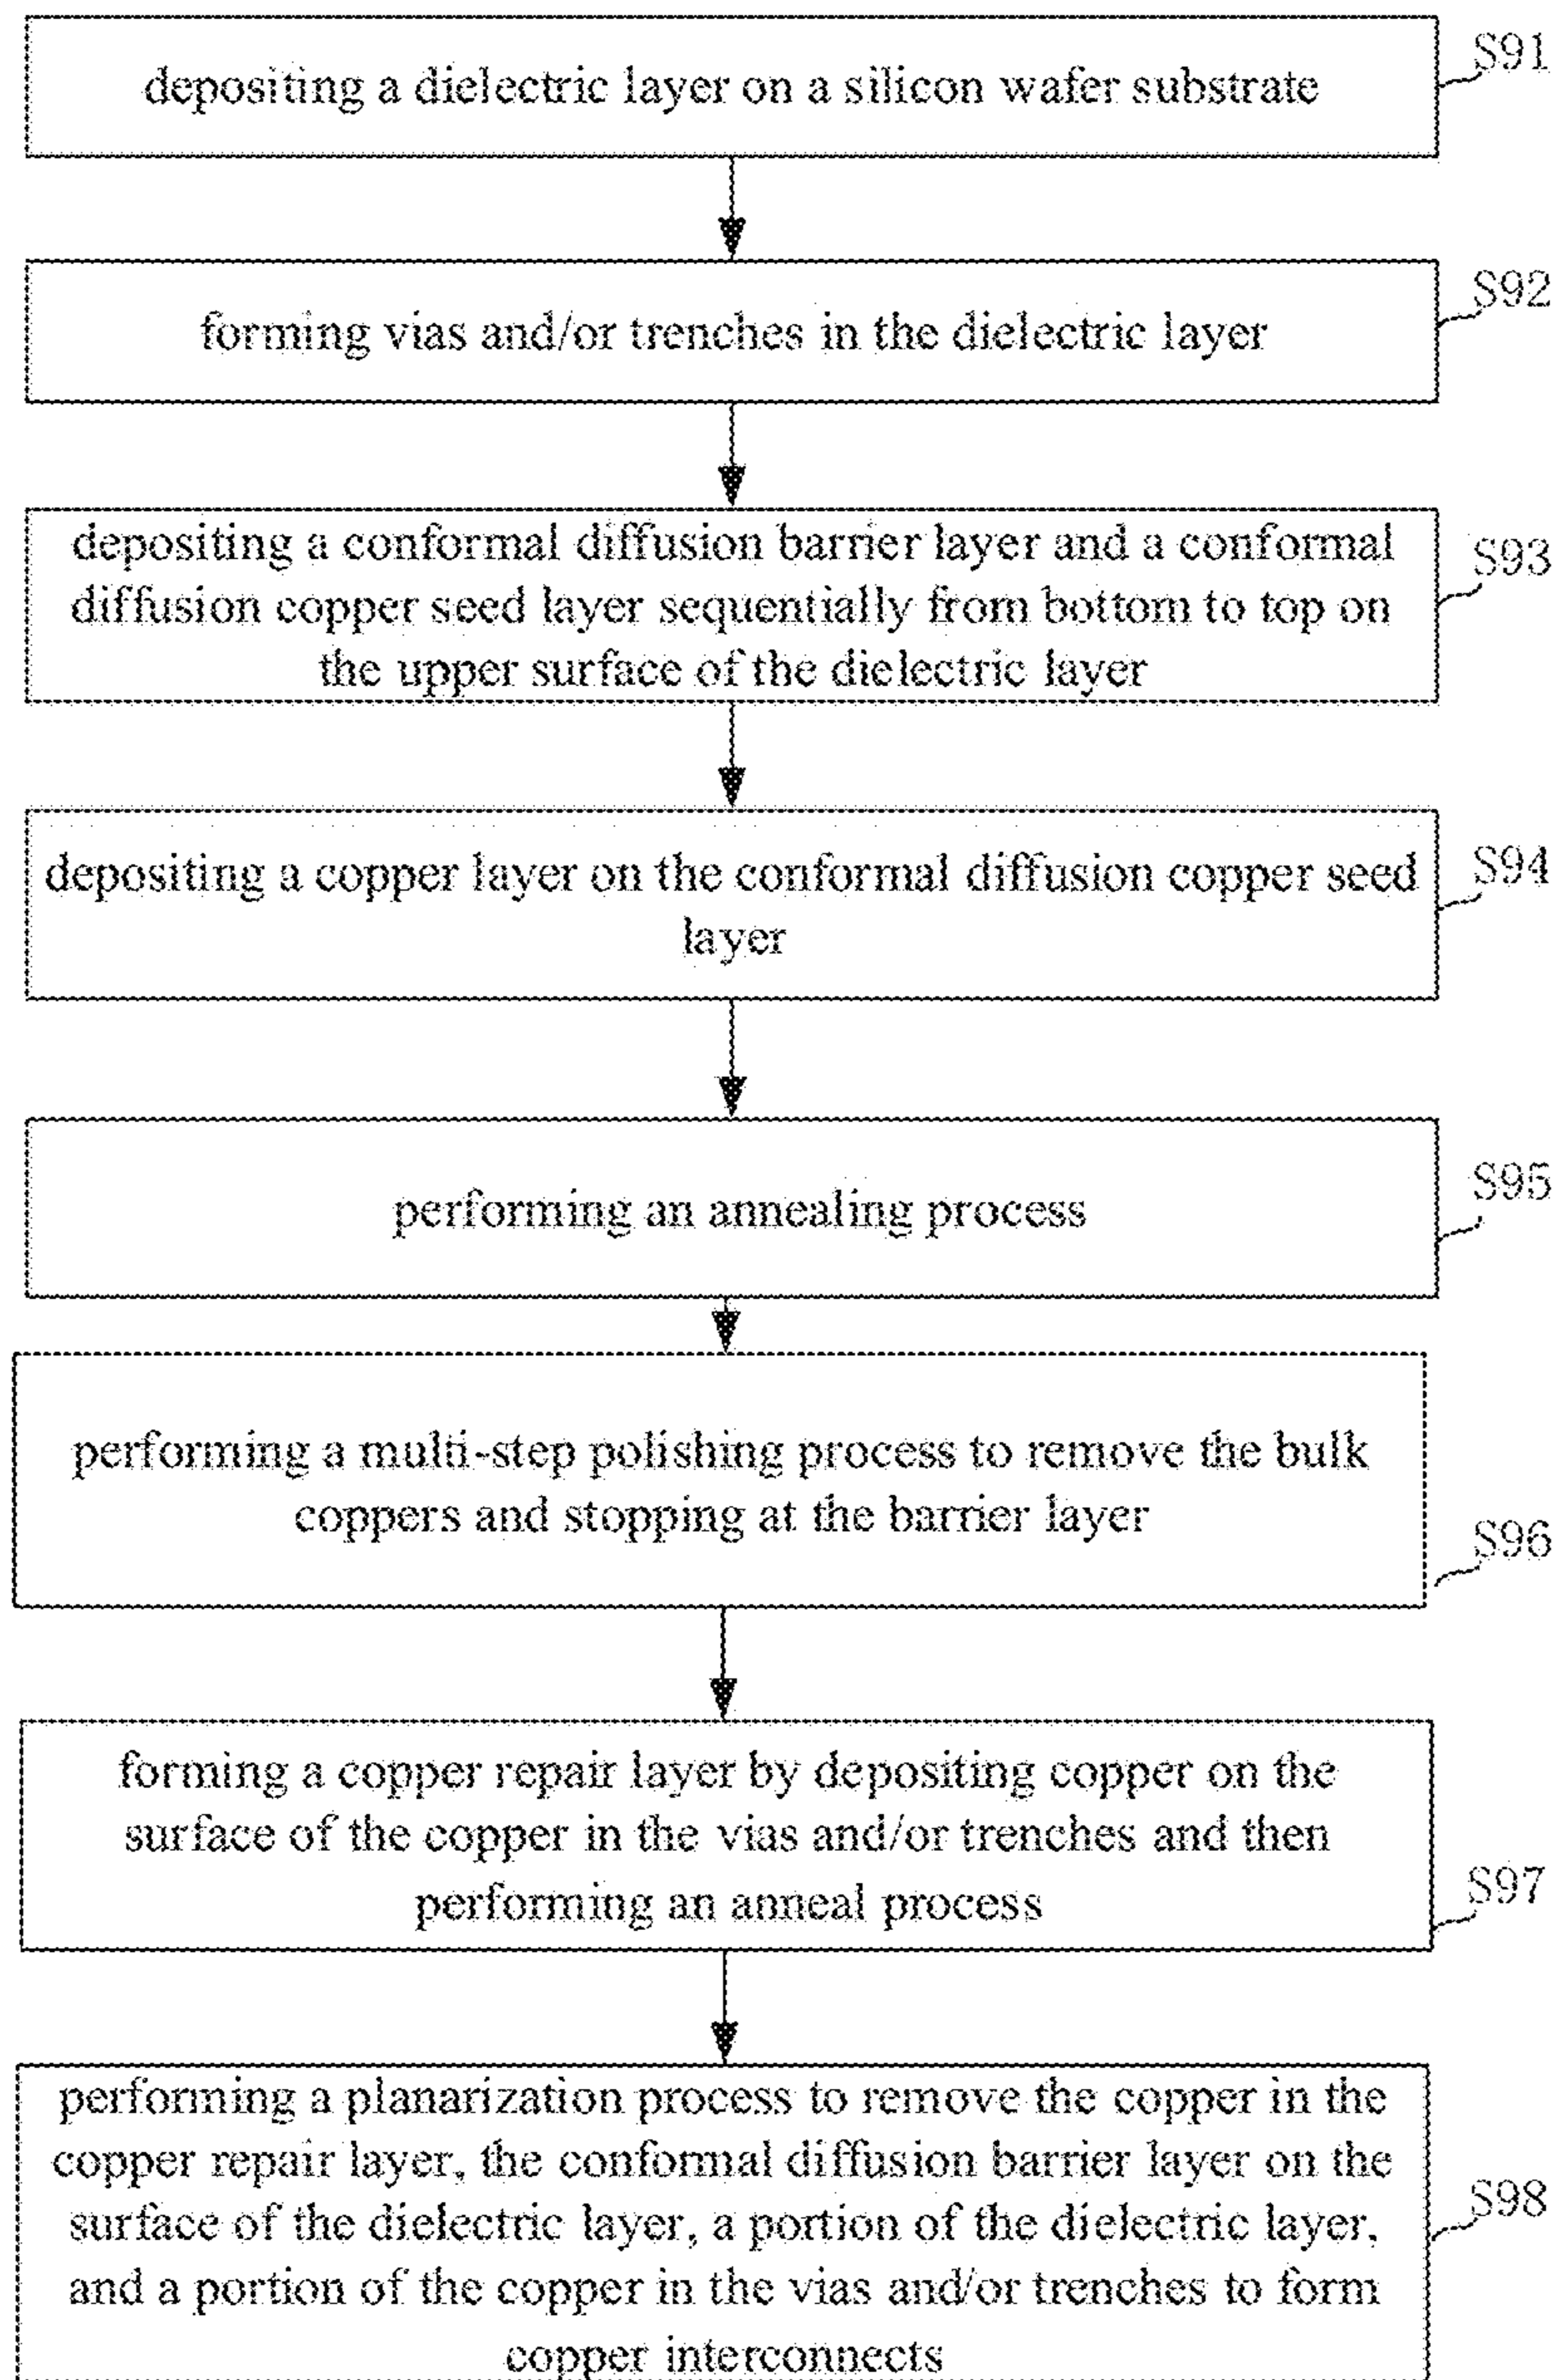 depositing a dielectric layer on a silicon wafer substrate
S91
forming vias and/or trenches in the dielectric layer
S92
depositing a conformal diffusion barrier layer and a conformal
diffusion copper seed layer sequentially from bottom to top on
the upper surface of the dielectric layer
S93
depositing a copper layer on the conformal diffusion copper seed
layer
S94
performing an annealing process
S95
performing a multi-step polishing process to remove the bulk
coppers and stopping at the barrier layer
S96
forming a copper repair layer by depositing copper on the
surface of the copper in the vias and/or trenches and then
performing an anneal process
S97
performing a planarization process to remove the copper in the
copper repair layer, the conformal diffusion barrier layer on the
surface of the dielectric layer, a portion of the dielectric layer,
and a portion of the copper in the vias and/or trenches to form
copper interconnects
S98